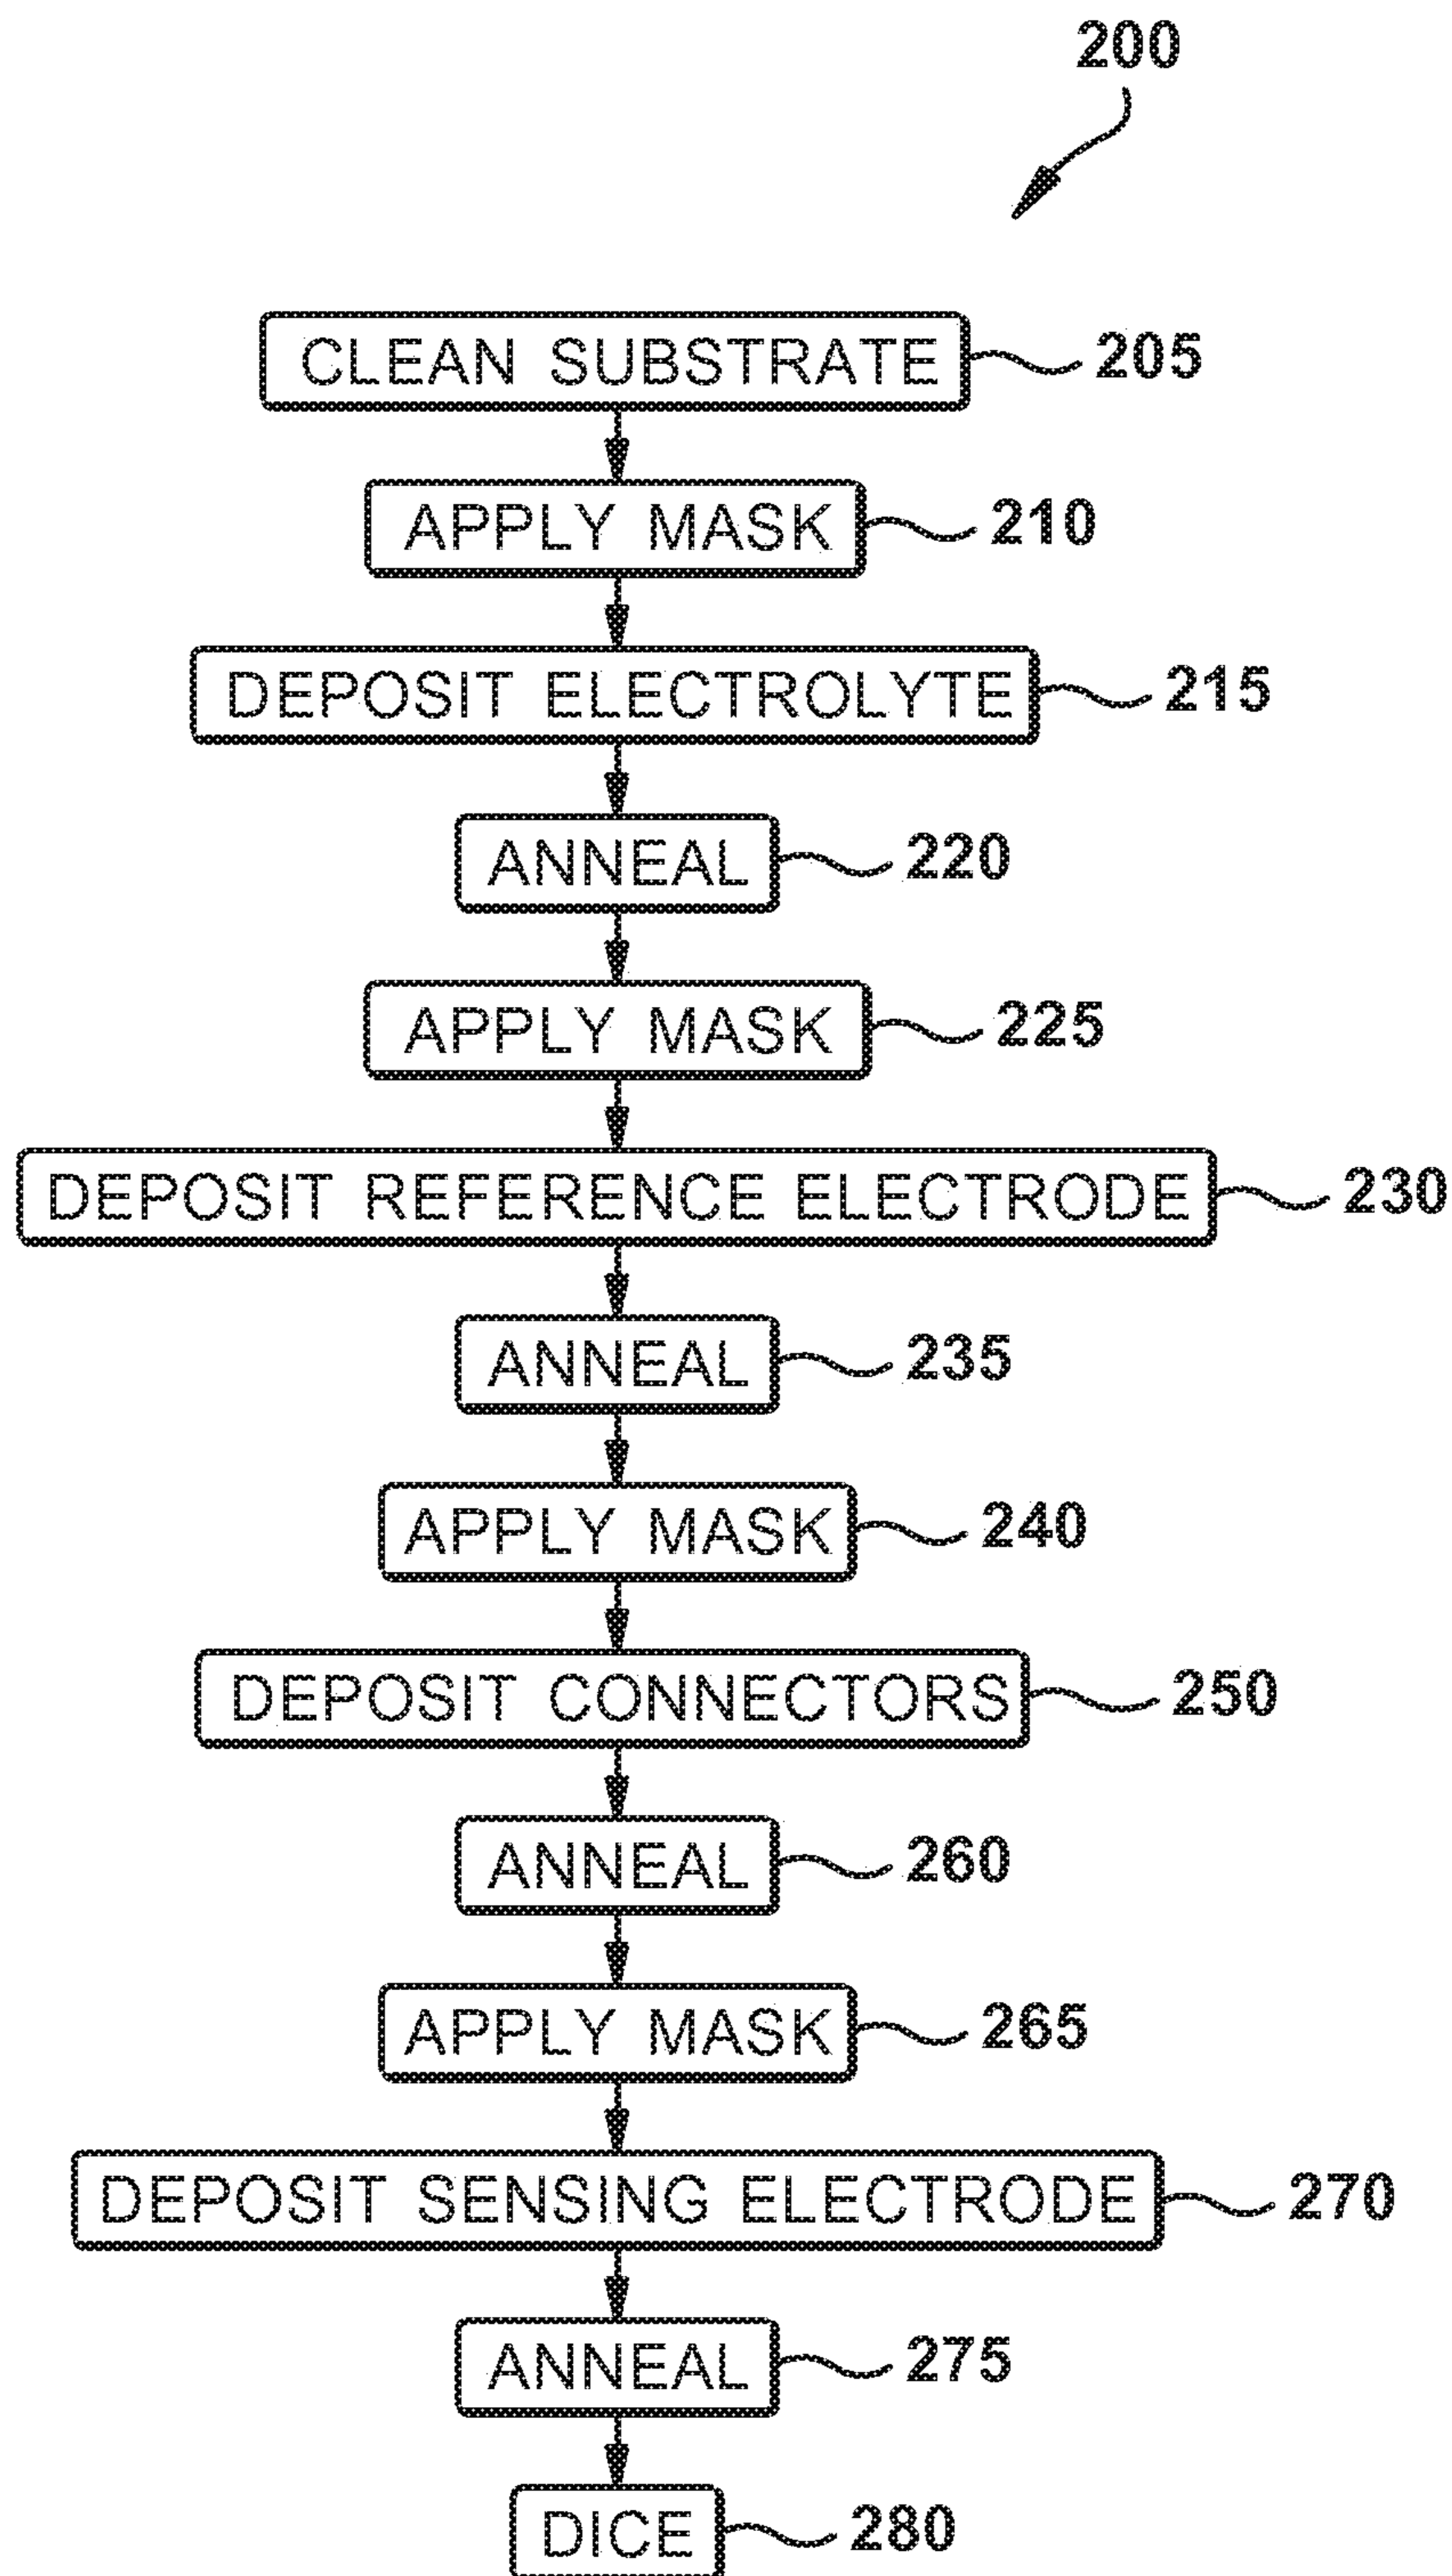 200
CLEAN SUBSTRATE 205
APPLY MASK 210
DEPOSIT ELECTROLYTE 215
ANNEAL 220
APPLY MASK 225
DEPOSIT REFERENCE ELECTRODE 230
ANNEAL 235
APPLY MASK 240
DEPOSIT CONNECTORS 250
ANNEAL 260
APPLY MASK 265
DEPOSIT SENSING ELECTRODE 270
ANNEAL 275
DICE 280